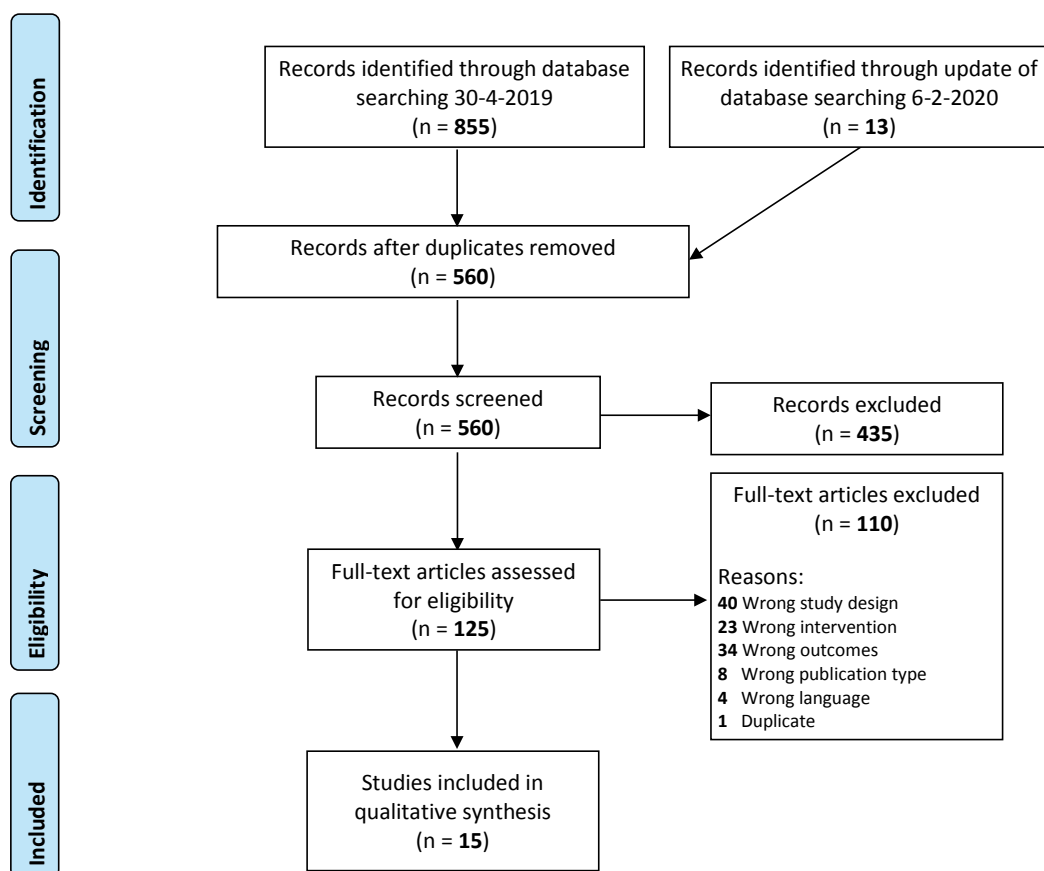 Identification
Records identified through database
searching 30-4-2019
(n = 855)
Records identified through update of
database searching 6-2-2020
(n = 13)
Records after duplicates removed
(n = 560)
Screening
Records screened
(n = 560)
Records excluded
(n = 435)
Eligibility
Full-text articles assessed
for eligibility
(n = 125)
Full-text articles excluded
(n = 110)
Reasons:
40 Wrong study design
23 Wrong intervention
34 Wrong outcomes
8 Wrong publication type
4 Wrong language
1 Duplicate
Included
Studies included in
qualitative synthesis
(n = 15)